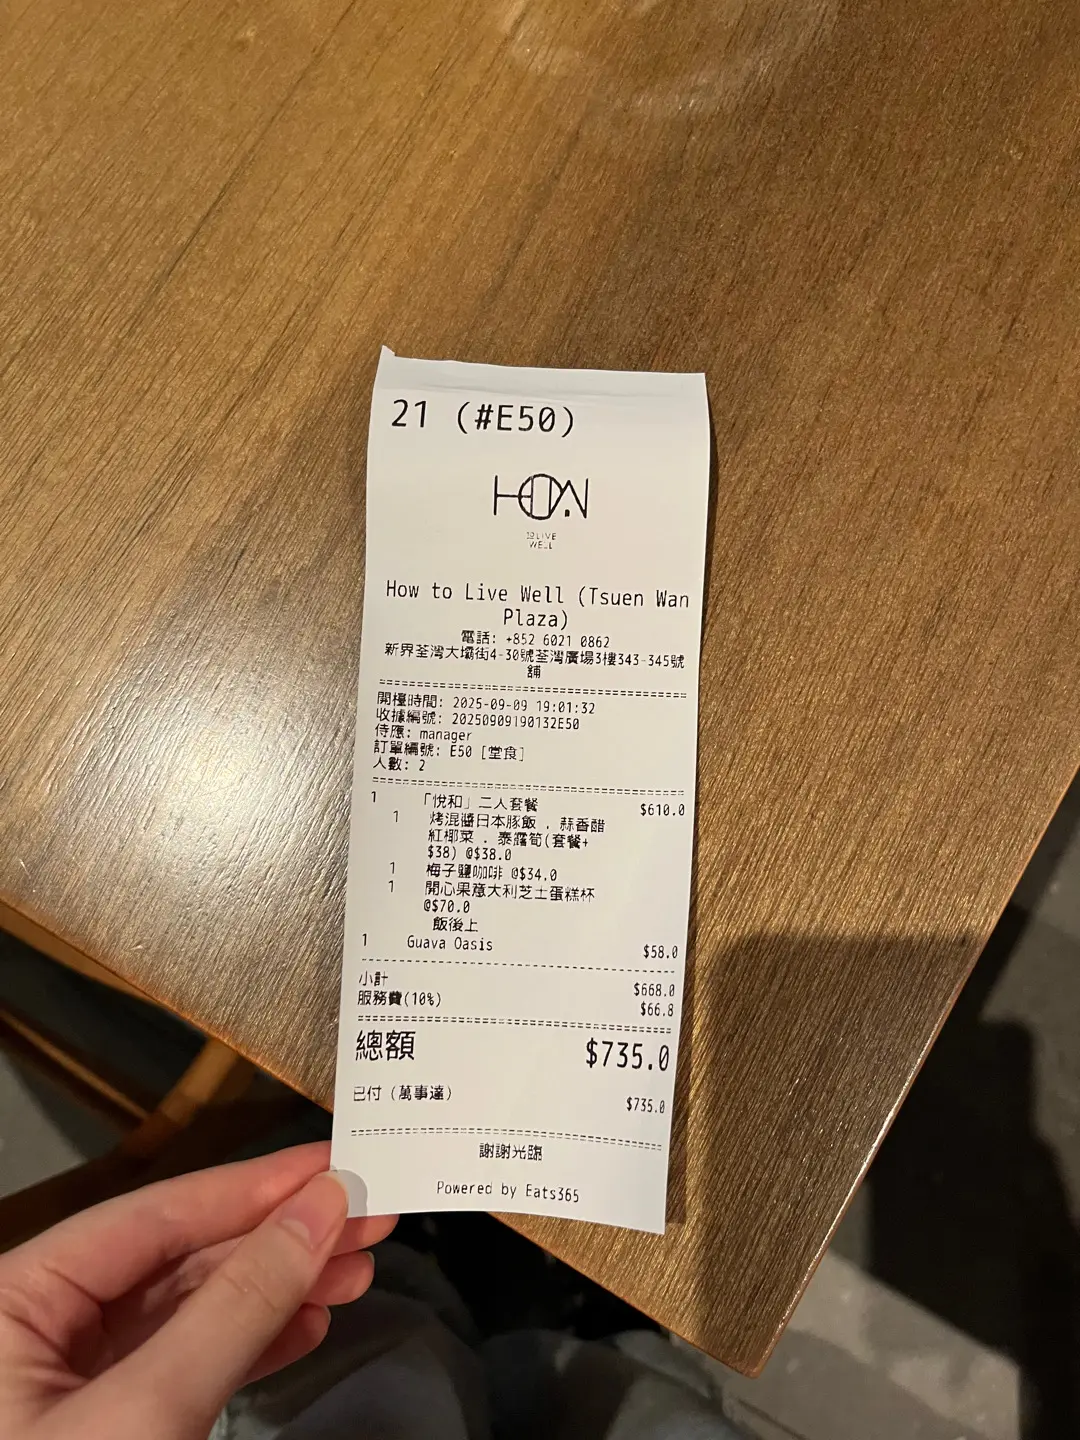 21 (#E50)
HOW
TO LIVE
WELL
How to Live Well (Tsuen Wan
Plaza)
電話: +852 6021 0862
新界荃灣大壩街4-30號荃灣廣場3樓343-345號
舖
開檯時間: 2025-09-09 19:01:32
收據編號: 20250909190132E50
侍應: manager
訂單編號: E50 [堂食]
人數: 2
1 「悅和」二人套餐 $610.0
1 烤混醬日本豚飯 . 蒜香醋
紅椰菜 . 泰露筍(套餐+
$38) @$38.0
1 梅子鹽咖啡 @$34.0
1 開心果意大利芝士蛋糕杯
@$70.0
飯後上
1 Guava Oasis $58.0
小計 $668.0
服務費(10%) $66.8
總額 $735.0
已付 (萬事達) $735.0
謝謝光臨
Powered by Eats365